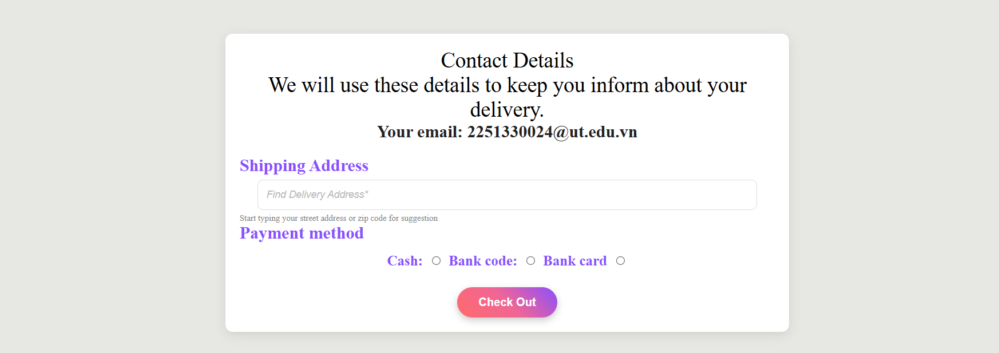 Contact Details
We will use these details to keep you inform about your
delivery.
Your email: 2251330024@ut.edu.vn
Shipping Address
Find Delivery Address*
Start typing your street address or zip code for suggestion
Payment method
Cash: Bank code: Bank card
Check Out